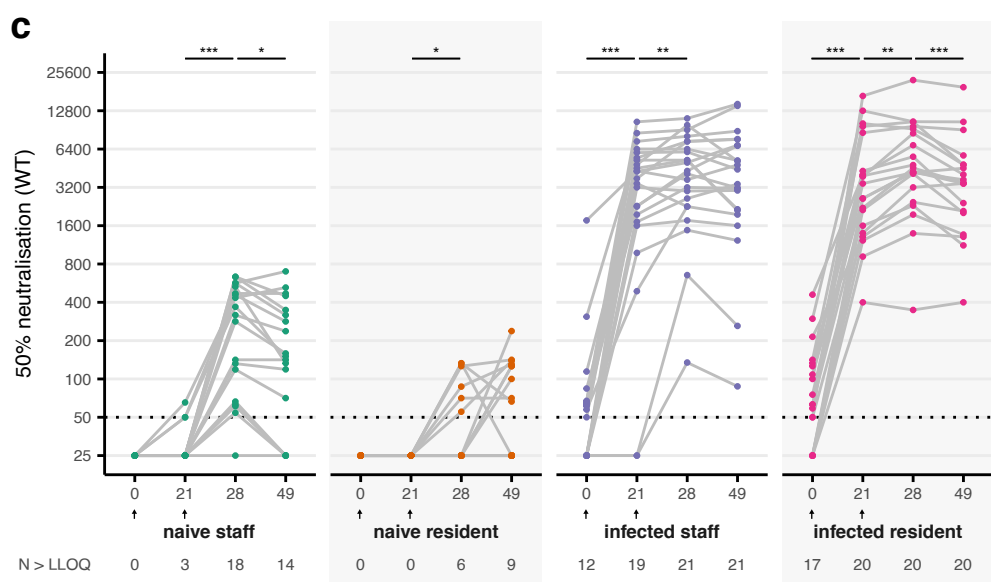 c
*** * * *** ** *** ** ***
50% neutralisation (WT)
25600
12800
6400
3200
1600
800
400
200
100
50
25
0 21 28 49 0 21 28 49 0 21 28 49 0 21 28 49
naive staff naive resident infected staff infected resident
N > LLOQ 0 3 18 14 0 0 6 9 12 19 21 21 17 20 20 20